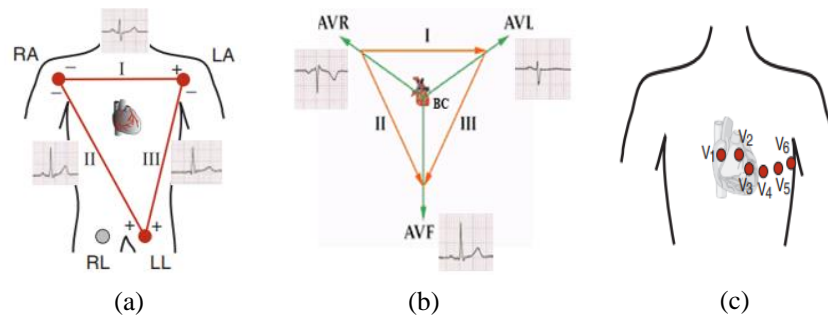 RA
LA
I
− +
− −
II
III
+ +
RL
LL
(a)
AVR
I
AVL
BC
II
III
AVF
(b)
V1
V2
V3
V4
V5
V6
(c)